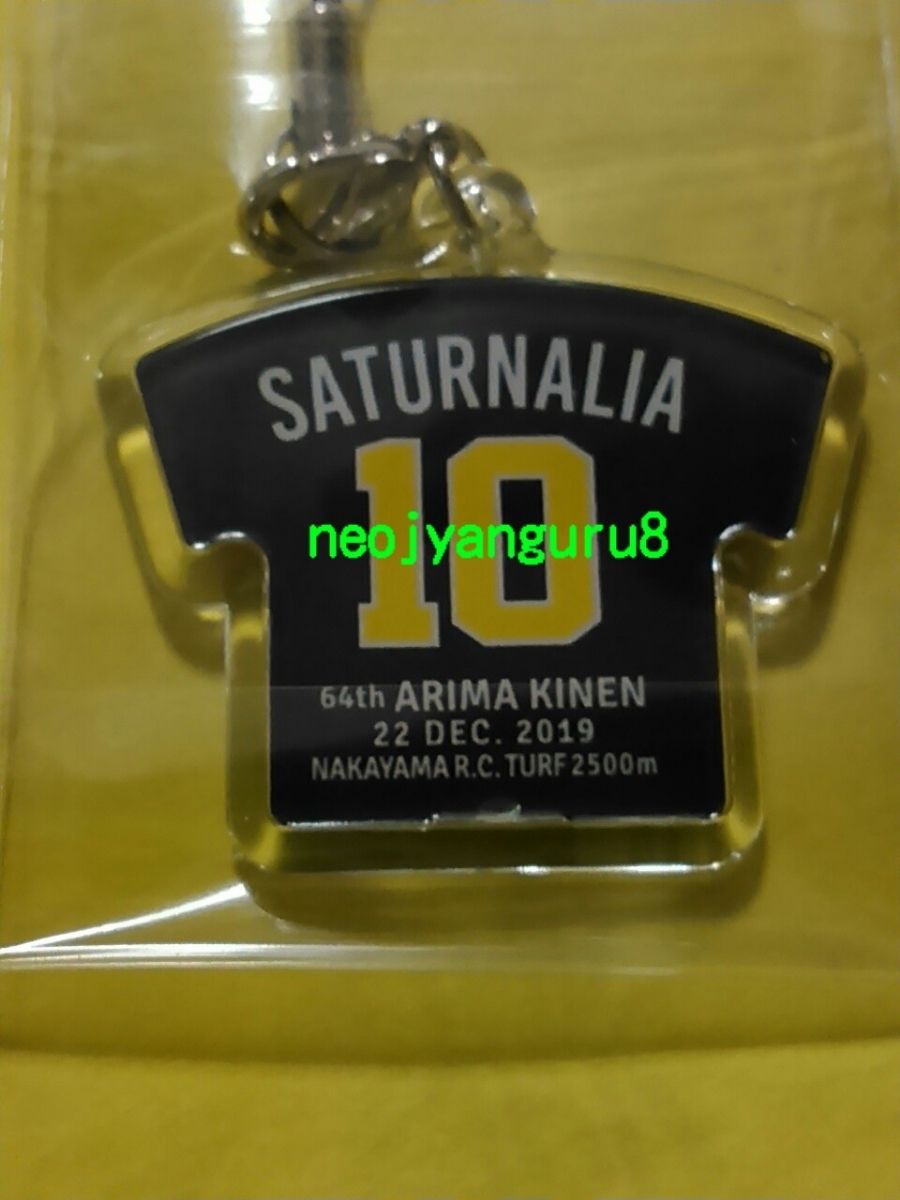 SATURNALIA
10
neojyanguru8
64th ARIMA KINEN
22 DEC. 2019
NAKAYAMA R.C. TURF 2500m